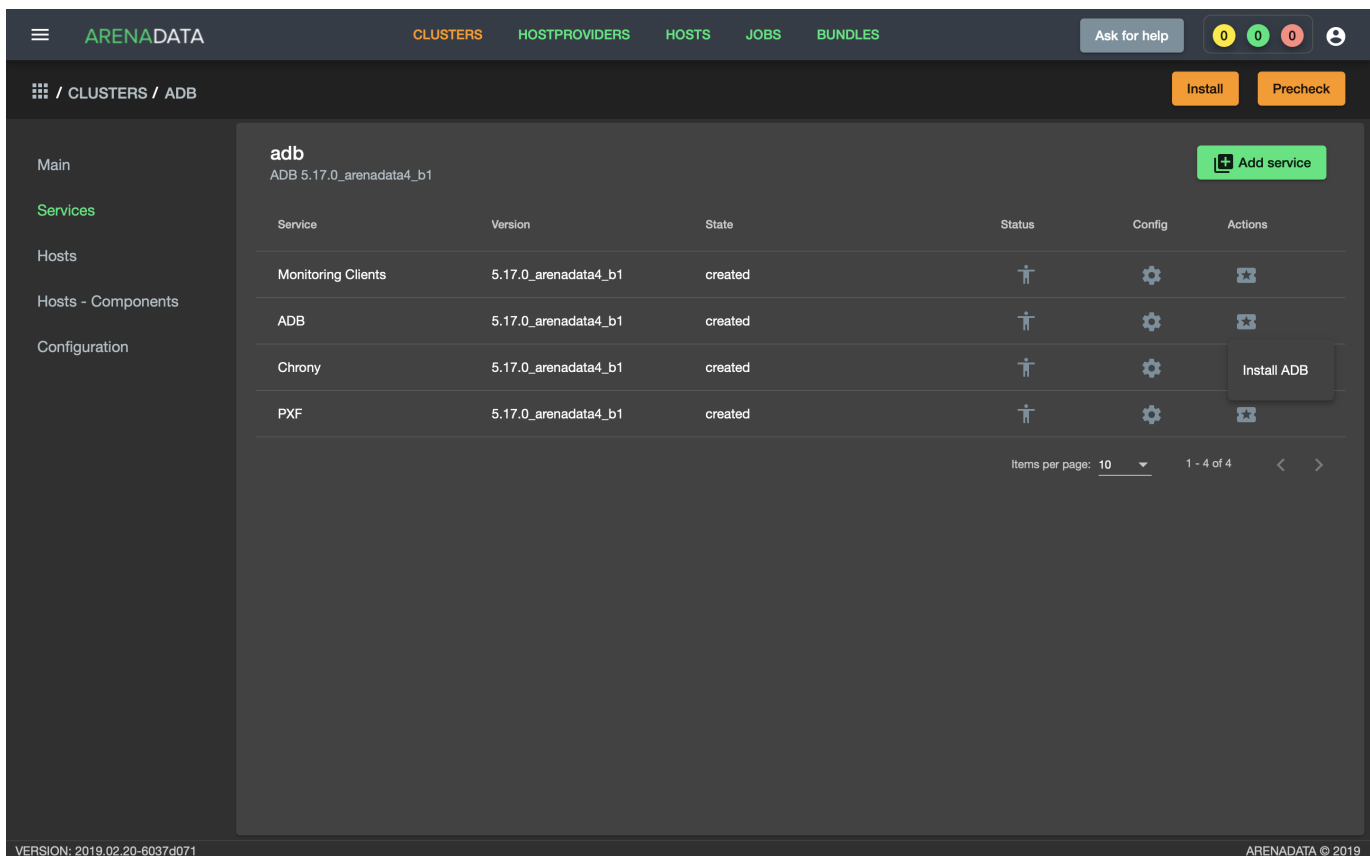 ARENADATA CLUSTERS HOSTPROVIDERS HOSTS JOBS BUNDLES Ask for help 0 0 0
/ CLUSTERS / ADB Install Precheck
Main
Services
Hosts
Hosts - Components
Configuration
adb
ADB 5.17.0_arenadata4_b1
Add service
Service Version State Status Config Actions
Monitoring Clients 5.17.0_arenadata4_b1 created
ADB 5.17.0_arenadata4_b1 created
Chrony 5.17.0_arenadata4_b1 created
Install ADB
PXF 5.17.0_arenadata4_b1 created
Items per page: 10 1 - 4 of 4
VERSION: 2019.02.20-6037d071 ARENADATA © 2019